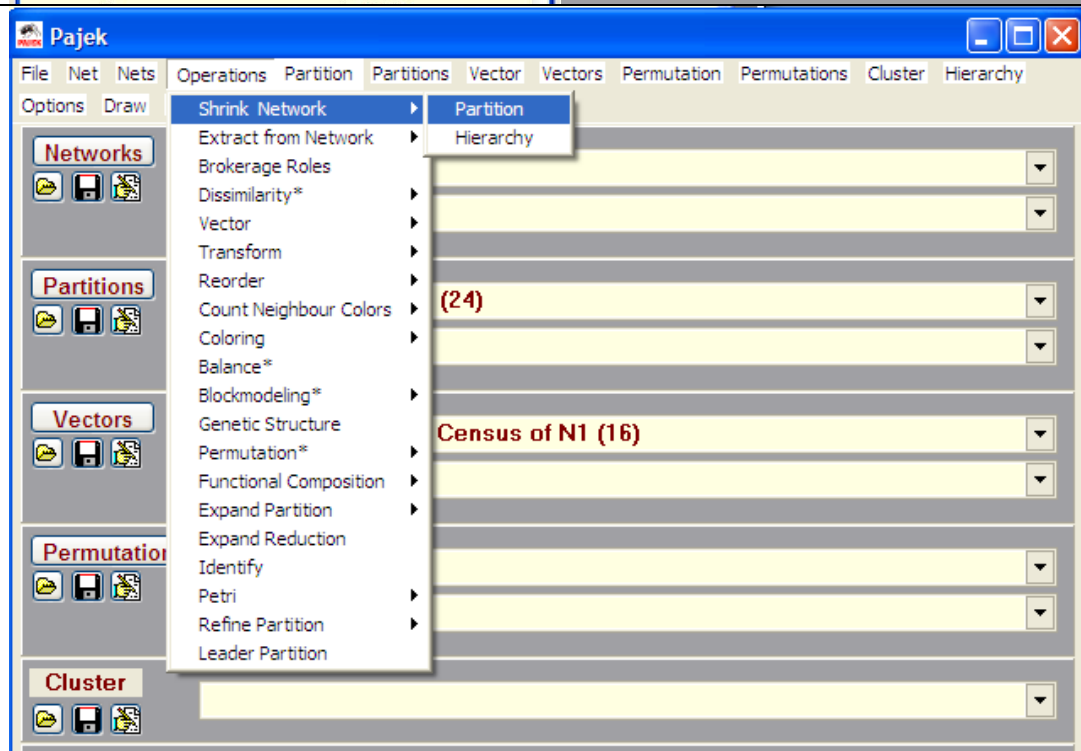 Pajek
File Net Nets Operations Partition Partitions Vector Vectors Permutation Permutations Cluster Hierarchy
Options Draw
Shrink Network
Partition
Hierarchy
Extract from Network
Brokerage Roles
Dissimilarity*
Vector
Transform
Reorder
Count Neighbour Colors
Coloring
Balance*
Blockmodeling*
Genetic Structure
Permutation*
Functional Composition
Expand Partition
Expand Reduction
Identify
Petri
Refine Partition
Leader Partition
Networks
Partitions
(24)
Vectors
Census of N1 (16)
Permutation
Cluster